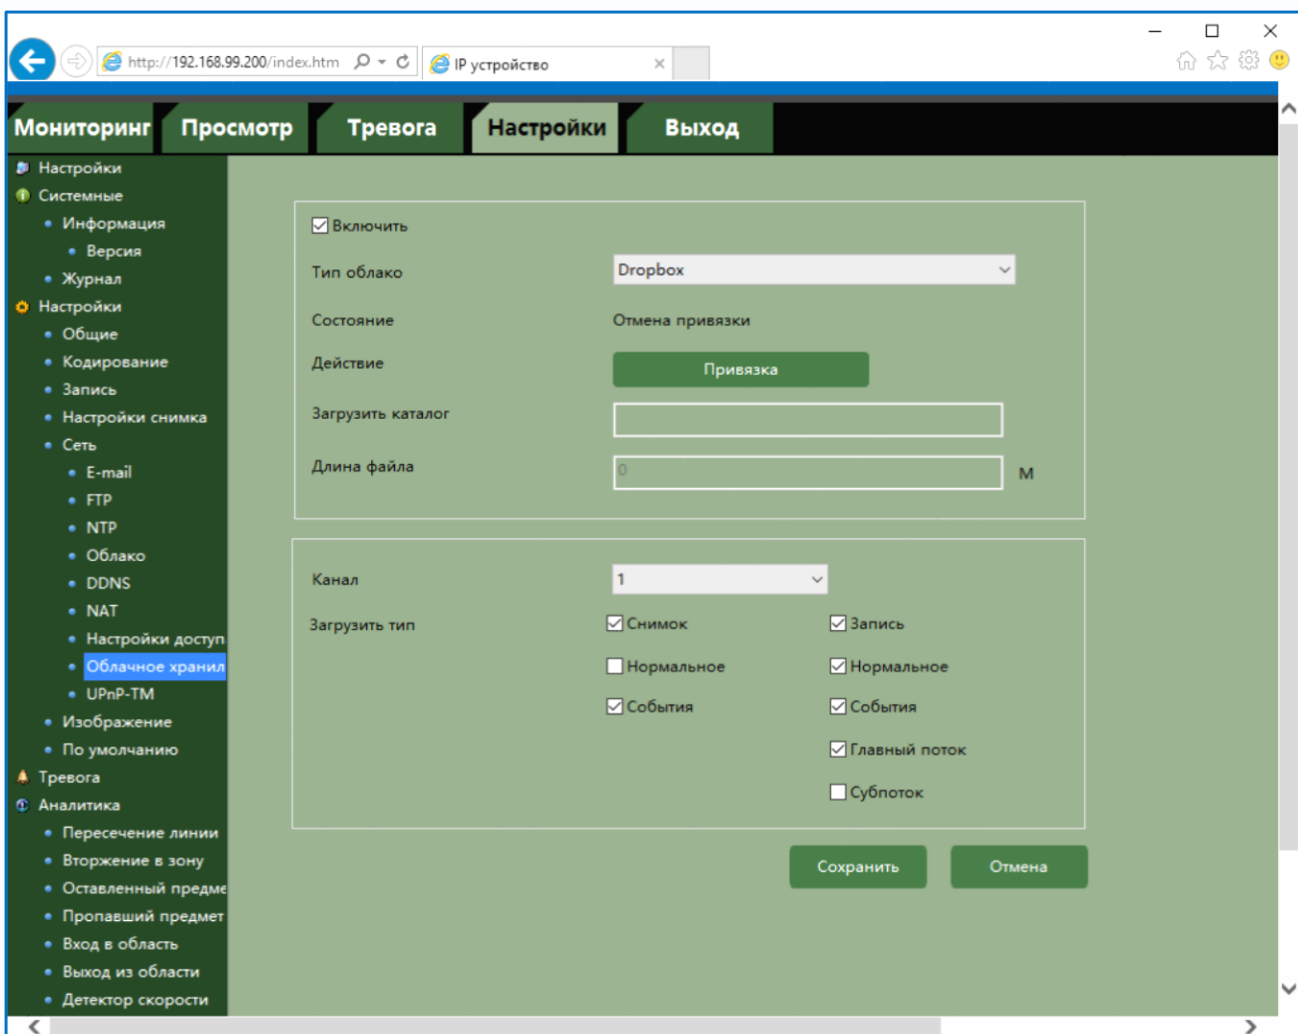 http://192.168.99.200/index.htm
IP устройство
Мониторинг Просмотр Тревога Настройки Выход
Настройки
Системные
Информация
Версия
Журнал
Настройки
Общие
Кодирование
Запись
Настройки снимка
Сеть
E-mail
FTP
NTP
Облако
DDNS
NAT
Настройки доступ
Облачное хранил
UPnP-TM
Изображение
По умолчанию
Тревога
Аналитика
Пересечение линии
Вторжение в зону
Оставленный предме
Пропавший предмет
Вход в область
Выход из области
Детектор скорости
Включить
Тип облако Dropbox
Состояние Отмена привязки
Действие Привязка
Загрузить каталог
Длина файла 0 М
Канал 1
Загрузить тип Снимок Запись
Нормальное Нормальное
События События
Главный поток
Субпоток
Сохранить Отмена